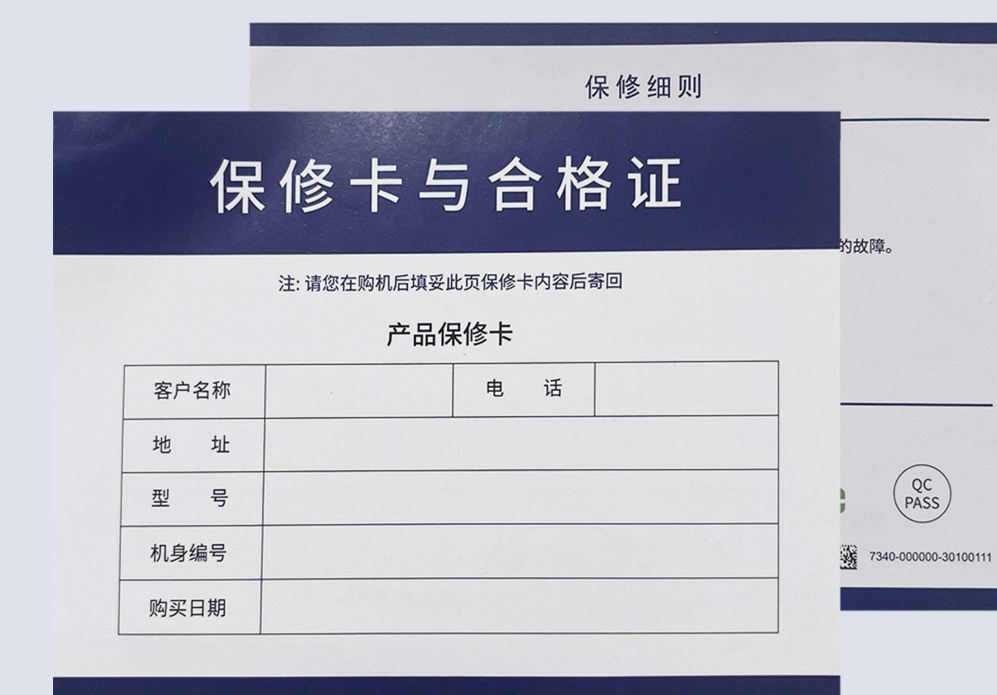 保修细则
保修卡与合格证
的故障。
注: 请您在购机后填妥此页保修卡内容后寄回
产品保修卡
客户名称 电 话
地 址
型 号
机身编号
购买日期
QC
PASS
7340-000000-30100111